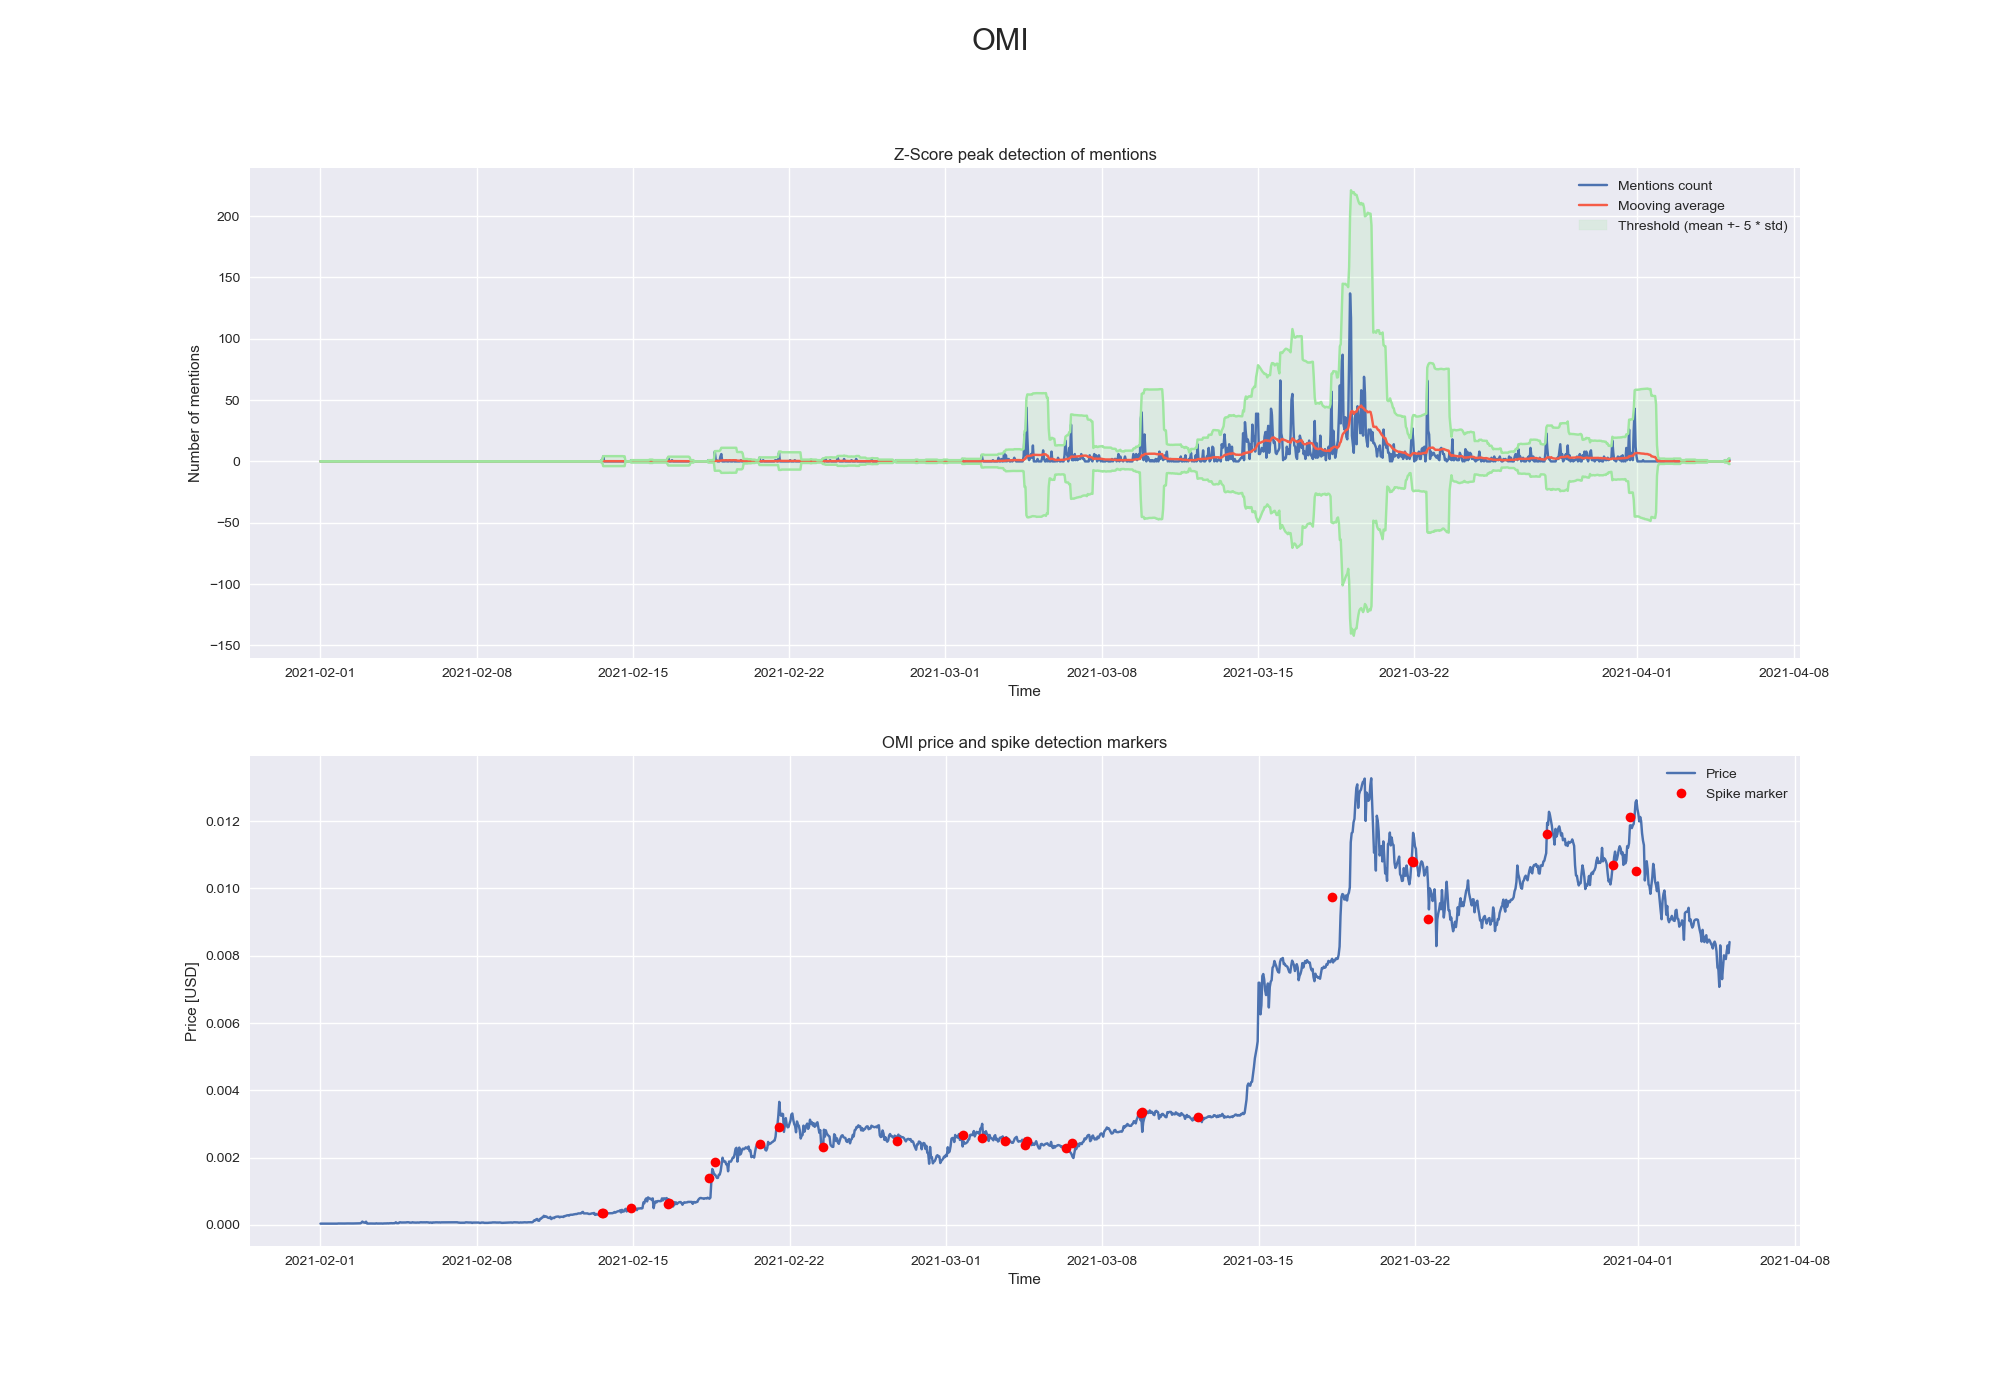 OMI
Z-Score peak detection of mentions
Mentions count
Mooving average
Threshold (mean +- 5 * std)
Number of mentions
200
150
100
50
0
−50
−100
−150
2021-02-01 2021-02-08 2021-02-15 2021-02-22 2021-03-01 2021-03-08 2021-03-15 2021-03-22 2021-04-01 2021-04-08
Time
OMI price and spike detection markers
Price
Spike marker
Price [USD]
0.012
0.010
0.008
0.006
0.004
0.002
0.000
2021-02-01 2021-02-08 2021-02-15 2021-02-22 2021-03-01 2021-03-08 2021-03-15 2021-03-22 2021-04-01 2021-04-08
Time